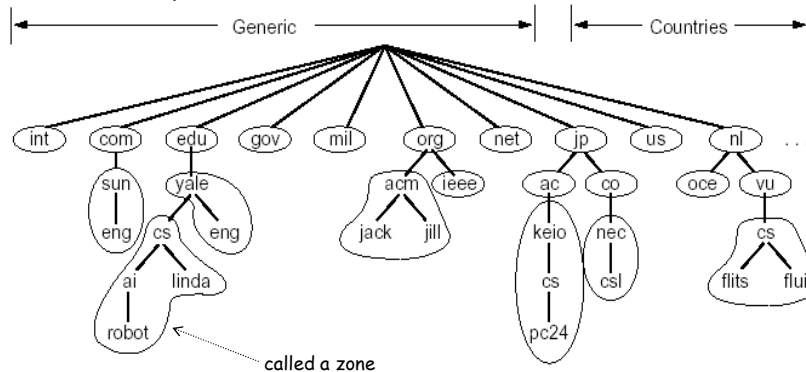 Generic Countries
int com edu gov mil org net jp us nl . .
sun yale acm ieee ac co oce vu
eng cs eng jack jill keio nec cs
ai linda cs csl flits flui
robot pc24
called a zone